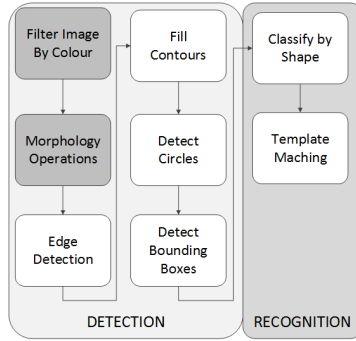 Filter Image
By Colour
Morphology
Operations
Edge
Detection
Fill
Contours
Detect
Circles
Detect
Bounding
Boxes
DETECTION
Classify by
Shape
Template
Maching
RECOGNITION